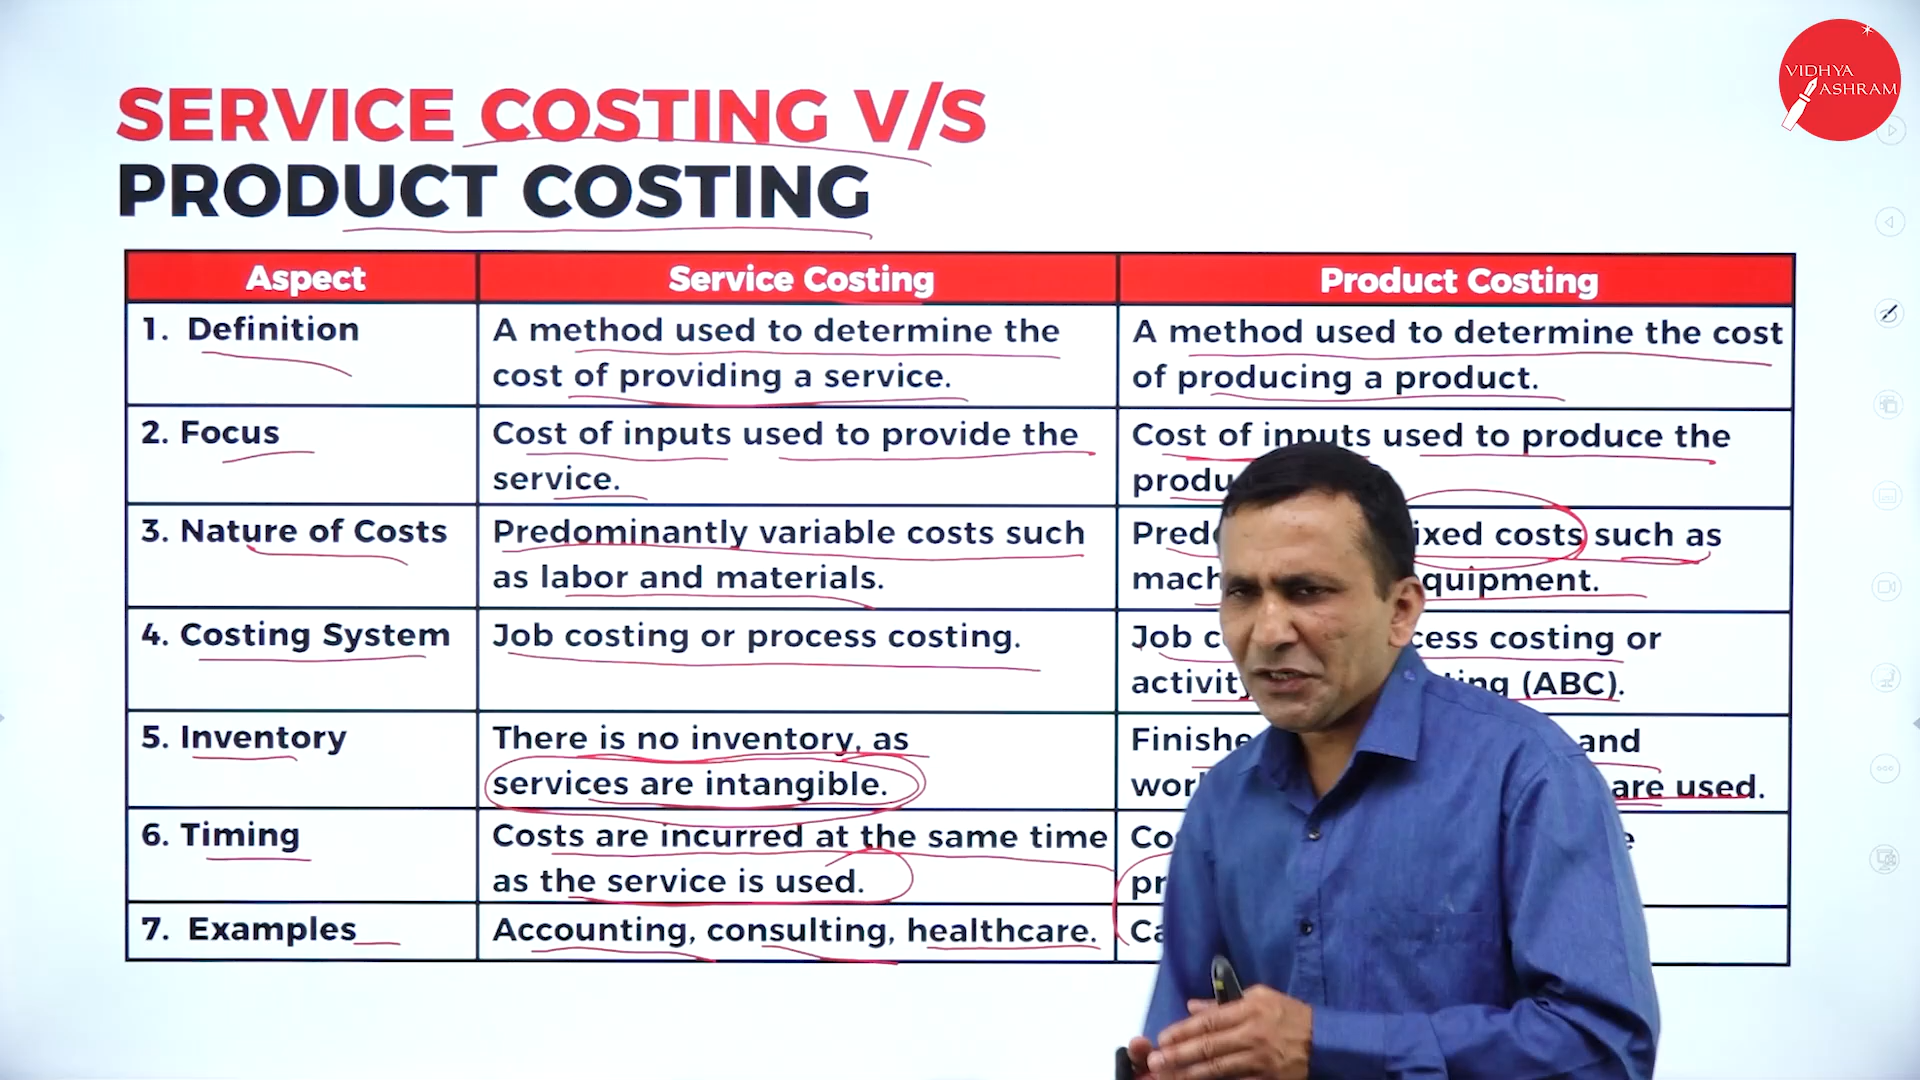 VIDHYA
ASHRAM
SERVICE COSTING V/S
PRODUCT COSTING
Aspect
Service Costing
Product Costing
1. Definition
A method used to determine the
cost of providing a service.
A method used to determine the cost
of producing a product.
2. Focus
Cost of inputs used to provide the
service.
Cost of inputs used to produce the
3. Nature of Costs
Predominantly variable costs such
as labor and materials.
costs such as
4. Costing System
Job costing or process costing.
Job
costing or
(ABC).
5. Inventory
There is no inventory, as
services are intangible.
and
are used.
6. Timing
Costs are incurred at the same time
as the service is used.
7. Examples
Accounting, consulting, healthcare.